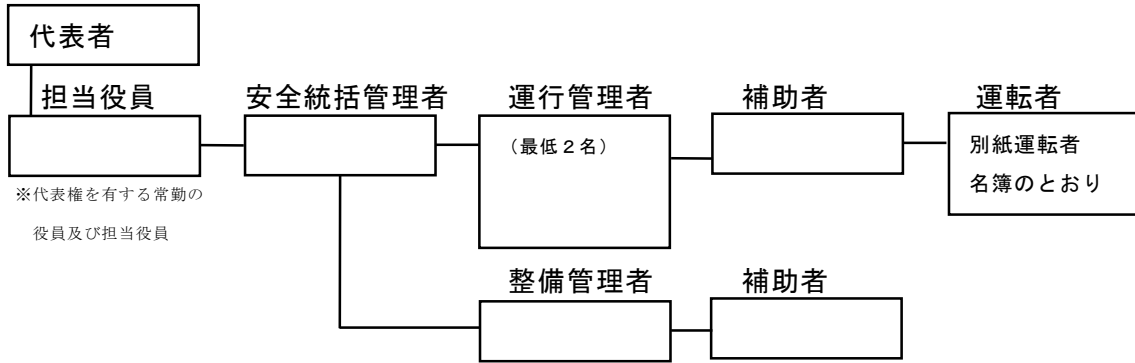 代表者
担当役員
安全統括管理者
運行管理者
補助者
運転者
（最低２名）
別紙運転者
名簿のとおり
※代表権を有する常勤の
役員及び担当役員
整備管理者
補助者